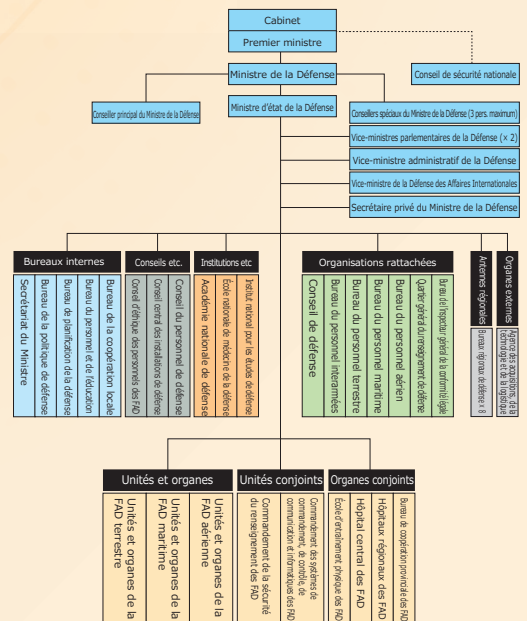 Cabinet
Premier ministre
Ministre de la Défense
Conseil de sécurité nationale
Conseiller principal du Ministre de la Défense
Ministre d'état de la Défense
Conseillers spéciaux du Ministre de la Défense (3 pers. maximum)
Vice-ministres parlementaires de la Défense (× 2)
Vice-ministre administratif de la Défense
Vice-ministre de la Défense des Affaires Internationales
Secrétaire privé du Ministre de la Défense
Bureaux internes
Secrétariat du Ministre
Bureau de la politique de défense
Bureau de planification de la défense
Bureau du personnel et de l'éducation
Bureau de la coopération locale
Conseils etc.
Conseil d'éthique des personnels des FAD
Conseil central des installations de défense
Conseil du personnel de défense
Institutions etc
Académie nationale de défense
École nationale de médecine de la défense
Institut national pour les études de défense
Organisations rattachées
Conseil de défense
Bureau du personnel interarmées
Bureau du personnel terrestre
Bureau du personnel maritime
Bureau du personnel aérien
Quartier général du renseignement de défense
Bureau de l'inspecteur général de la conformité légale
Antennes régionales
Bureaux régionaux de défense × 8
Organes externes
Agence des acquisitions, de la
technologie et de la logistique
Unités et organes
Unités et organes de la
FAD terrestre
Unités et organes de la
FAD maritime
Unités et organes de la
FAD aérienne
Unités conjoints
Commandement de la sécurité
du renseignement des FAD
Commandement des systèmes de
commandement, de contrôle, de
communication et informatiques des FAD
Organes conjoints
École d'entraînement physique des FAD
Hôpital central des FAD
Hôpitaux régionaux des FAD
Bureau de coopération provinciale des FAD